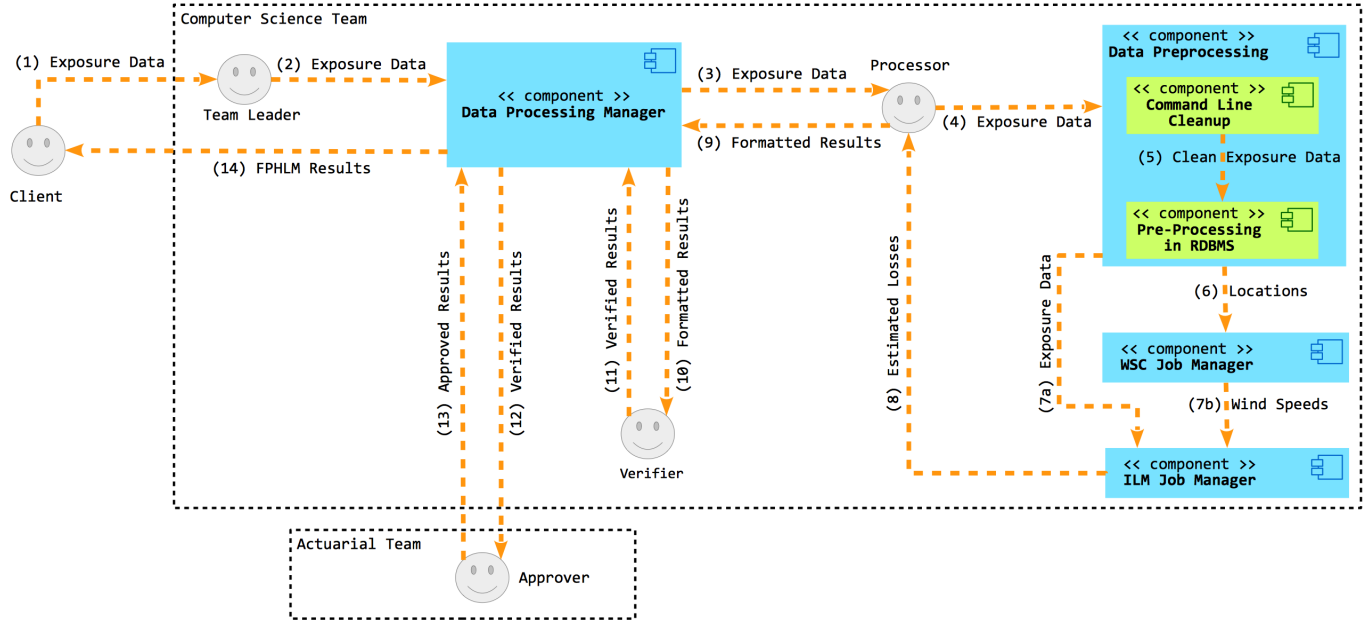 Computer Science Team
(1) Exposure Data
Client
Team Leader
(2) Exposure Data
<< component >>
Data Processing Manager
(3) Exposure Data
Processor
(4) Exposure Data
<< component >>
Data Preprocessing
<< component >>
Command Line
Cleanup
(5) Clean Exposure Data
<< component >>
Pre-Processing
in RDBMS
(6) Locations
<< component >>
WSC Job Manager
(7a) Exposure Data
(7b) Wind Speeds
<< component >>
ILM Job Manager
(8) Estimated Losses
(9) Formatted Results
(10) Formatted Results
Verifier
(11) Verified Results
(12) Verified Results
Actuarial Team
Approver
(13) Approved Results
(14) FPHLM Results